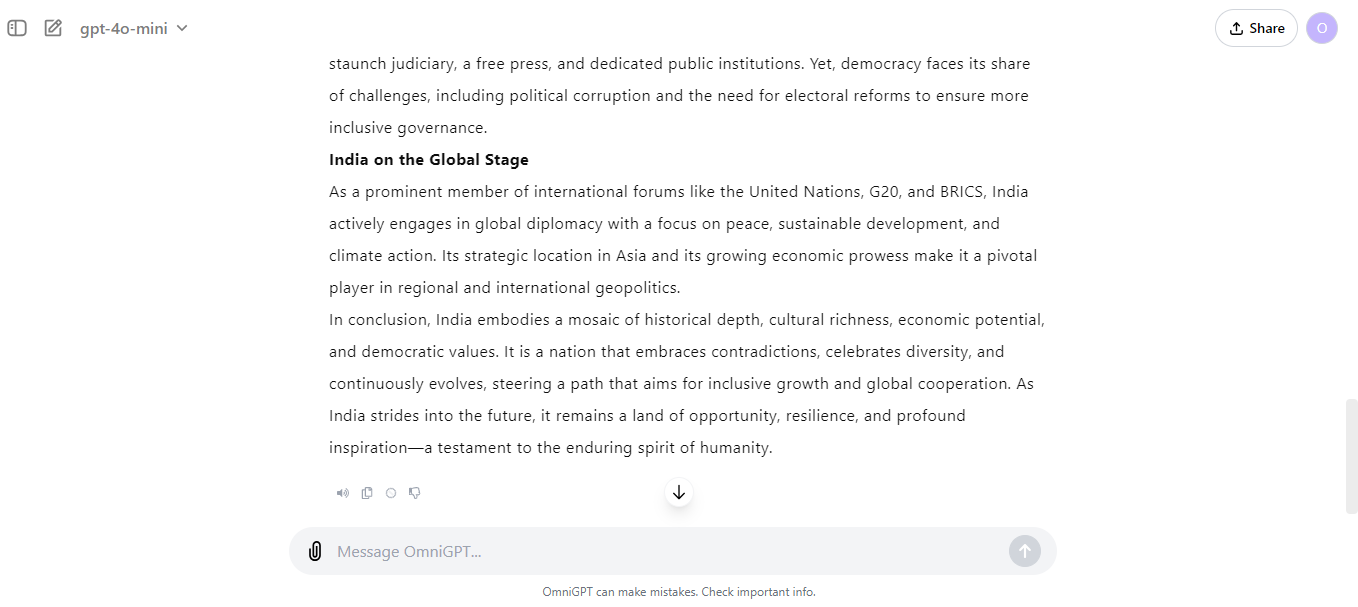 gpt-4o-mini
Share
O
staunch judiciary, a free press, and dedicated public institutions. Yet, democracy faces its share
of challenges, including political corruption and the need for electoral reforms to ensure more
inclusive governance.
India on the Global Stage
As a prominent member of international forums like the United Nations, G20, and BRICS, India
actively engages in global diplomacy with a focus on peace, sustainable development, and
climate action. Its strategic location in Asia and its growing economic prowess make it a pivotal
player in regional and international geopolitics.
In conclusion, India embodies a mosaic of historical depth, cultural richness, economic potential,
and democratic values. It is a nation that embraces contradictions, celebrates diversity, and
continuously evolves, steering a path that aims for inclusive growth and global cooperation. As
India strides into the future, it remains a land of opportunity, resilience, and profound
inspiration—a testament to the enduring spirit of humanity.
Message OmniGPT...
OmniGPT can make mistakes. Check important info.